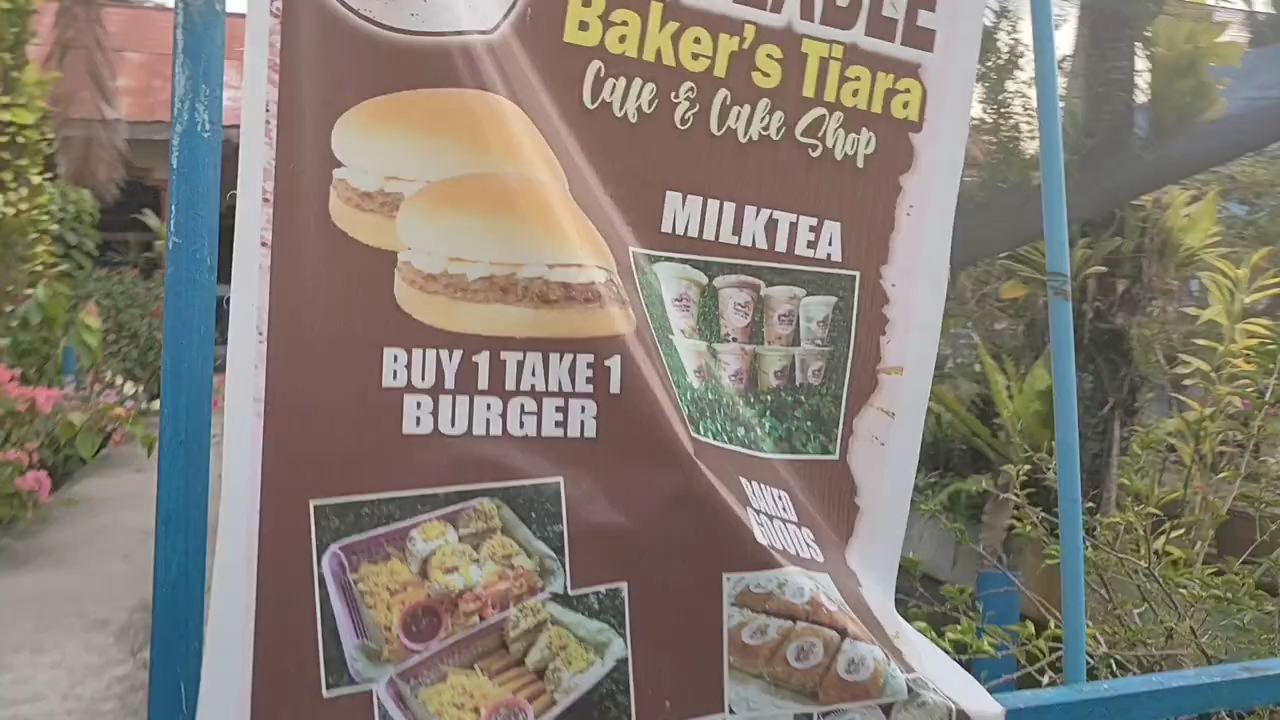 Baker's Tiara
Cafe & Cake Shop
MILKTEA
BUY 1 TAKE 1
BURGER
BAKED
GOODS